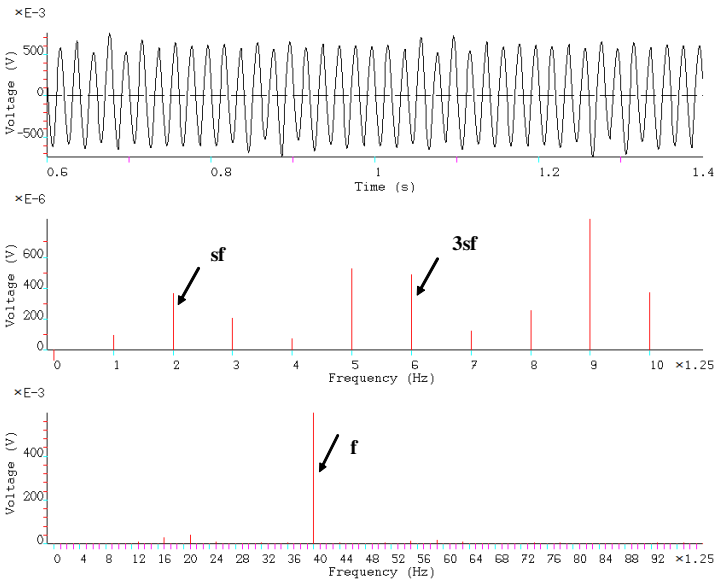 ×E-3
Voltage (V)
500
0
-500
0.6 0.8 1 1.2 1.4
Time (s)
×E-6
Voltage (V)
600
400
200
0
sf
3sf
0 1 2 3 4 5 6 7 8 9 10 ×1.25
Frequency (Hz)
×E-3
Voltage (V)
400
200
0
f
0 4 8 12 16 20 24 28 32 36 40 44 48 52 56 60 64 68 72 76 80 84 88 92 ×1.25
Frequency (Hz)